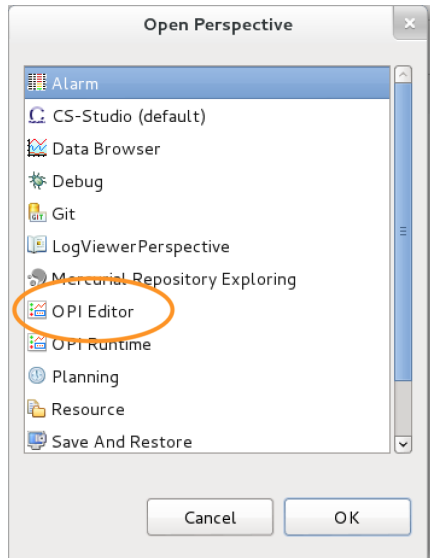 Open Perspective
Alarm
CS-Studio (default)
Data Browser
Debug
Git
LogViewerPerspective
Mercurial Repository Exploring
OPI Editor
OPI Runtime
Planning
Resource
Save And Restore
Cancel
OK